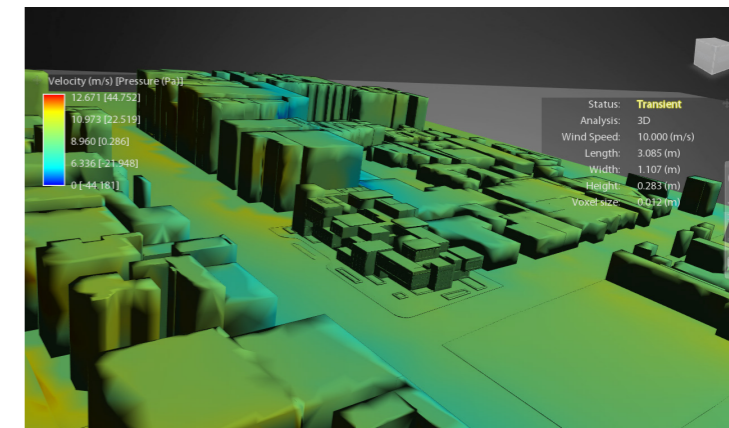 Velocity (m/s) [Pressure (Pa)]
12.671 [44.752]
10.973 [22.519]
8.960 [0.286]
6.336 [-21.948]
0 [-44.181]
Status: Transient
Analysis: 3D
Wind Speed: 10.000 (m/s)
Length: 3.085 (m)
Width: 1.107 (m)
Height: 0.283 (m)
Voxel size: 0.012 (m)